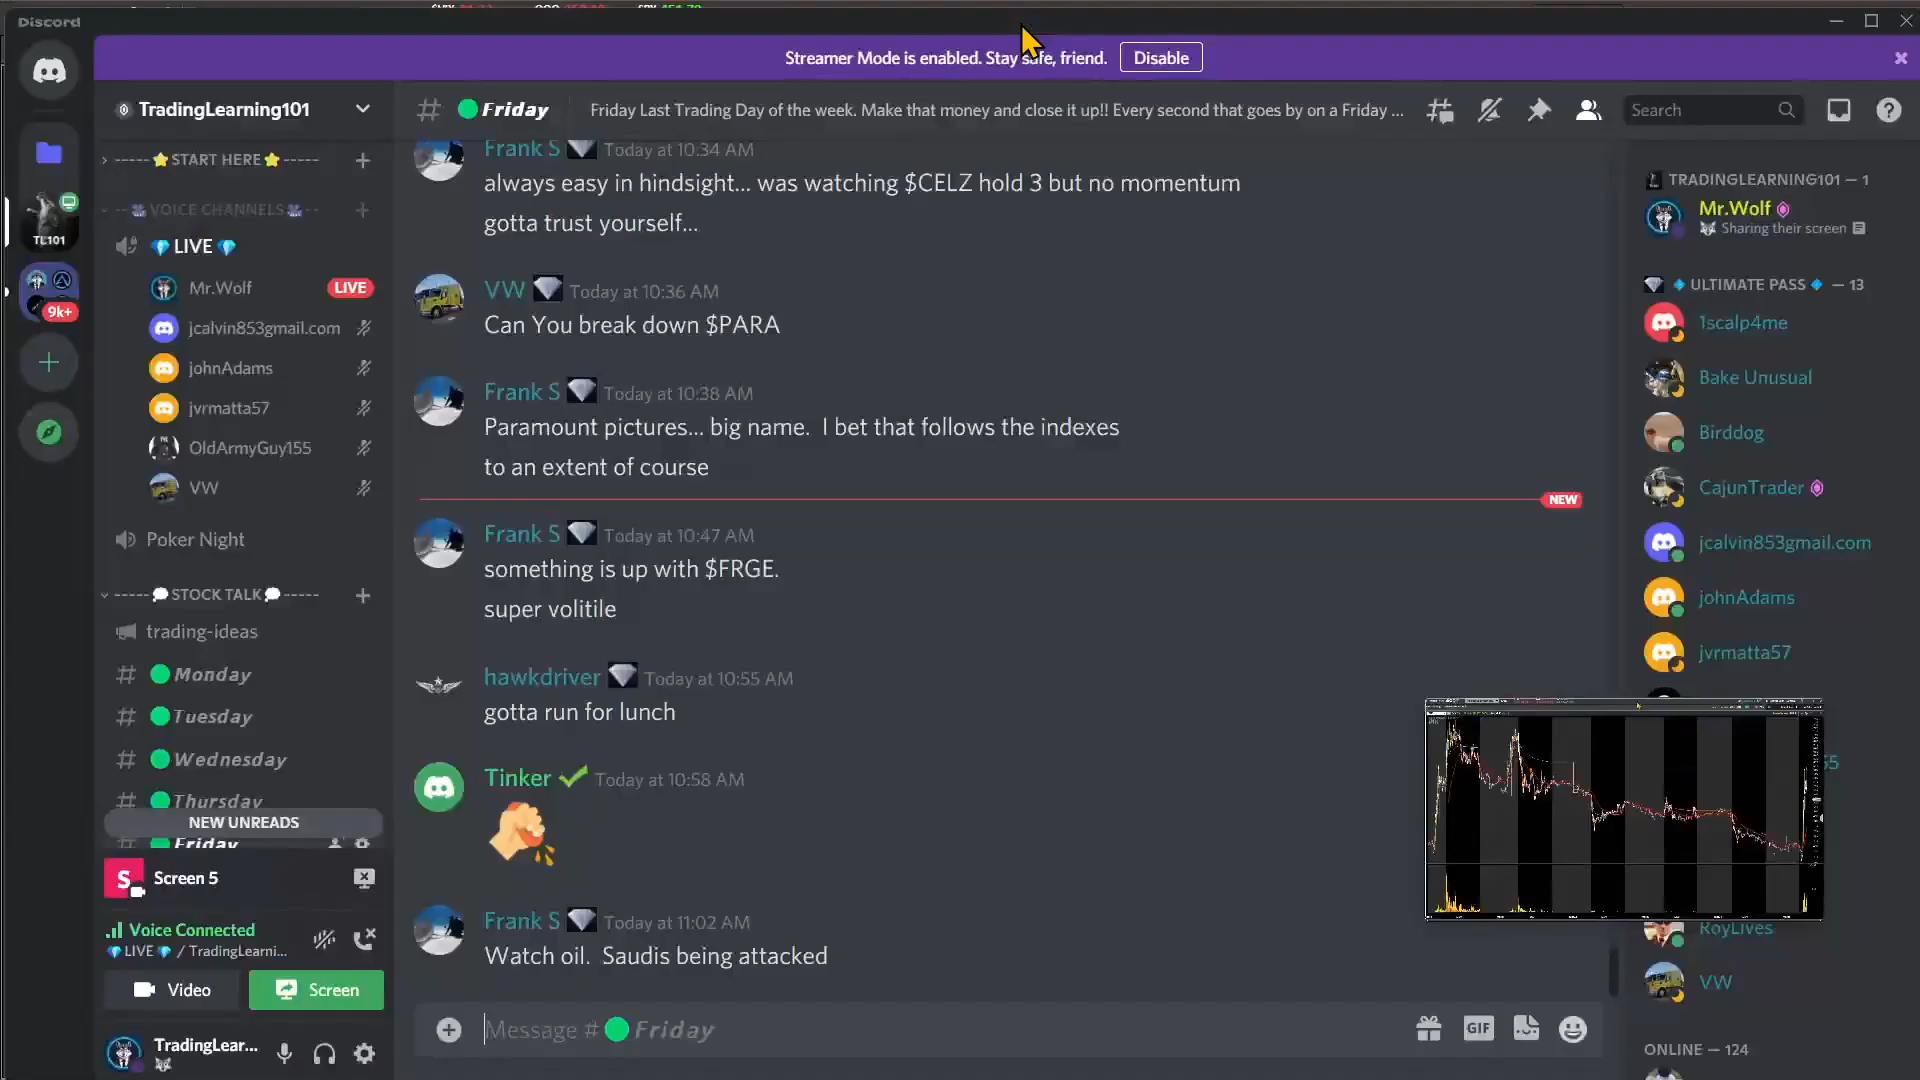 Discord
Streamer Mode is enabled. Stay safe, friend.
Disable
TradingLearning101
Friday
Friday Last Trading Day of the week. Make that money and close it up!! Every second that goes by on a Friday ...
Search
START HERE
VOICE CHANNELS
LIVE
Mr.Wolf
LIVE
jcalvin853gmail.com
johnAdams
jvrmatta57
OldArmyGuy155
VW
Poker Night
STOCK TALK
trading-ideas
Monday
Tuesday
Wednesday
Thursday
NEW UNREADS
Friday
S
Screen 5
Voice Connected
LIVE / TradingLearni...
Video
Screen
TradingLear...
TL101
9k+
Frank S Today at 10:34 AM
always easy in hindsight... was watching $CELZ hold 3 but no momentum
gotta trust yourself...
VW Today at 10:36 AM
Can You break down $PARA
Frank S Today at 10:38 AM
Paramount pictures... big name.  I bet that follows the indexes
to an extent of course
NEW
Frank S Today at 10:47 AM
something is up with $FRGE.
super volitile
hawkdriver Today at 10:55 AM
gotta run for lunch
Tinker Today at 10:58 AM
Frank S Today at 11:02 AM
Watch oil.  Saudis being attacked
Message # Friday
GIF
TRADINGLEARNING101 — 1
Mr.Wolf
Sharing their screen
ULTIMATE PASS — 13
1scalp4me
Bake Unusual
Birddog
CajunTrader
jcalvin853gmail.com
johnAdams
jvrmatta57
RoyLives
VW
ONLINE — 124